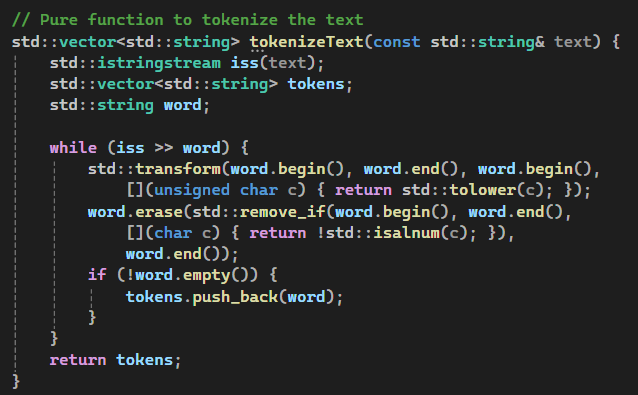 // Pure function to tokenize the text
std::vector<std::string> tokenizeText(const std::string& text) {
    std::istringstream iss(text);
    std::vector<std::string> tokens;
    std::string word;

    while (iss >> word) {
        std::transform(word.begin(), word.end(), word.begin(),
            [](unsigned char c) { return std::tolower(c); });
        word.erase(std::remove_if(word.begin(), word.end(),
            [](char c) { return !std::isalnum(c); }),
            word.end());
        if (!word.empty()) {
            tokens.push_back(word);
        }
    }
    return tokens;
}